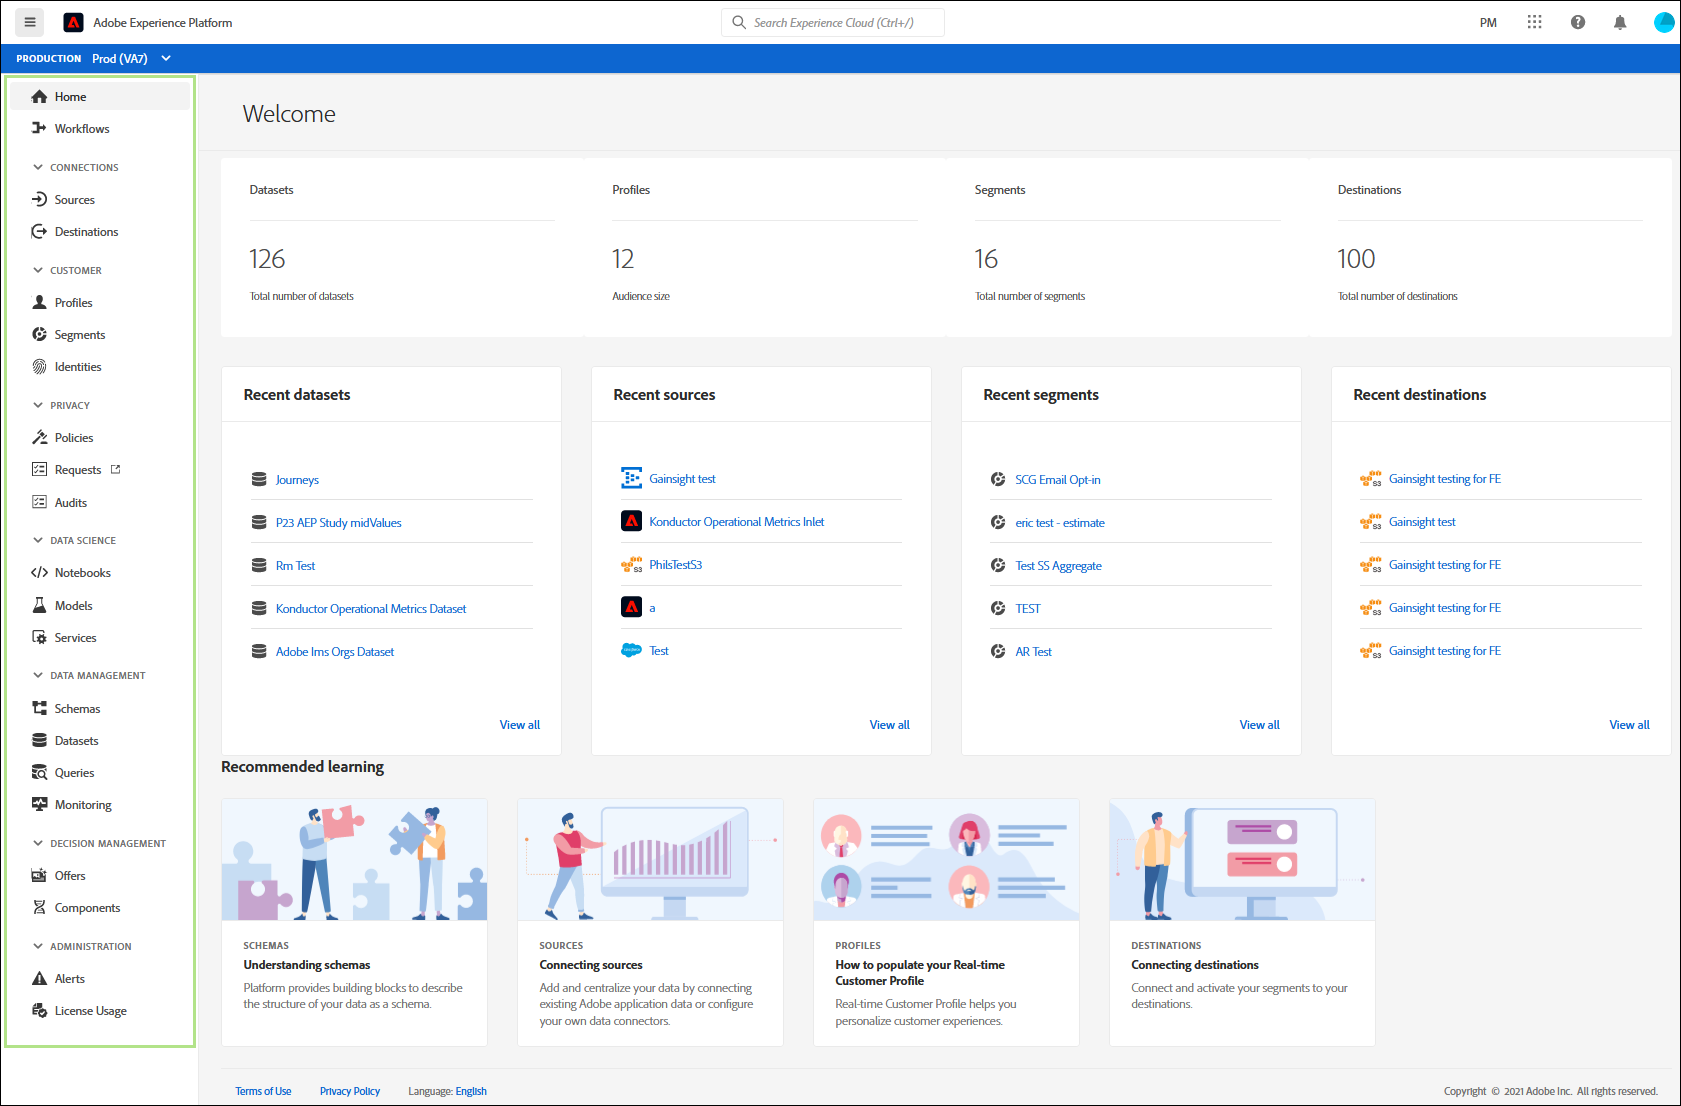 Adobe Experience Platform
Search Experience Cloud (Ctrl+/)
PM
PRODUCTION Prod (VA7)
Home
Workflows
CONNECTIONS
Sources
Destinations
CUSTOMER
Profiles
Segments
Identities
PRIVACY
Policies
Requests
Audits
DATA SCIENCE
Notebooks
Models
Services
DATA MANAGEMENT
Schemas
Datasets
Queries
Monitoring
DECISION MANAGEMENT
Offers
Components
ADMINISTRATION
Alerts
License Usage
Welcome
Datasets
126
Total number of datasets
Profiles
12
Audience size
Segments
16
Total number of segments
Destinations
100
Total number of destinations
Recent datasets
Journeys
P23 AEP Study midValues
Rm Test
Konductor Operational Metrics Dataset
Adobe Ims Orgs Dataset
View all
Recent sources
Gainsight test
Konductor Operational Metrics Inlet
S3 PhilsTestS3
a
Test
View all
Recent segments
SCG Email Opt-in
eric test - estimate
Test SS Aggregate
TEST
AR Test
View all
Recent destinations
S3 Gainsight testing for FE
S3 Gainsight test
S3 Gainsight testing for FE
S3 Gainsight testing for FE
S3 Gainsight testing for FE
View all
Recommended learning
SCHEMAS
Understanding schemas
Platform provides building blocks to describe
the structure of your data as a schema.
SOURCES
Connecting sources
Add and centralize your data by connecting
existing Adobe application data or configure
your own data connectors.
PROFILES
How to populate your Real-time
Customer Profile
Real-time Customer Profile helps you
personalize customer experiences.
DESTINATIONS
Connecting destinations
Connect and activate your segments to your
destinations.
Terms of Use Privacy Policy Language: English
Copyright © 2021 Adobe Inc. All rights reserved.